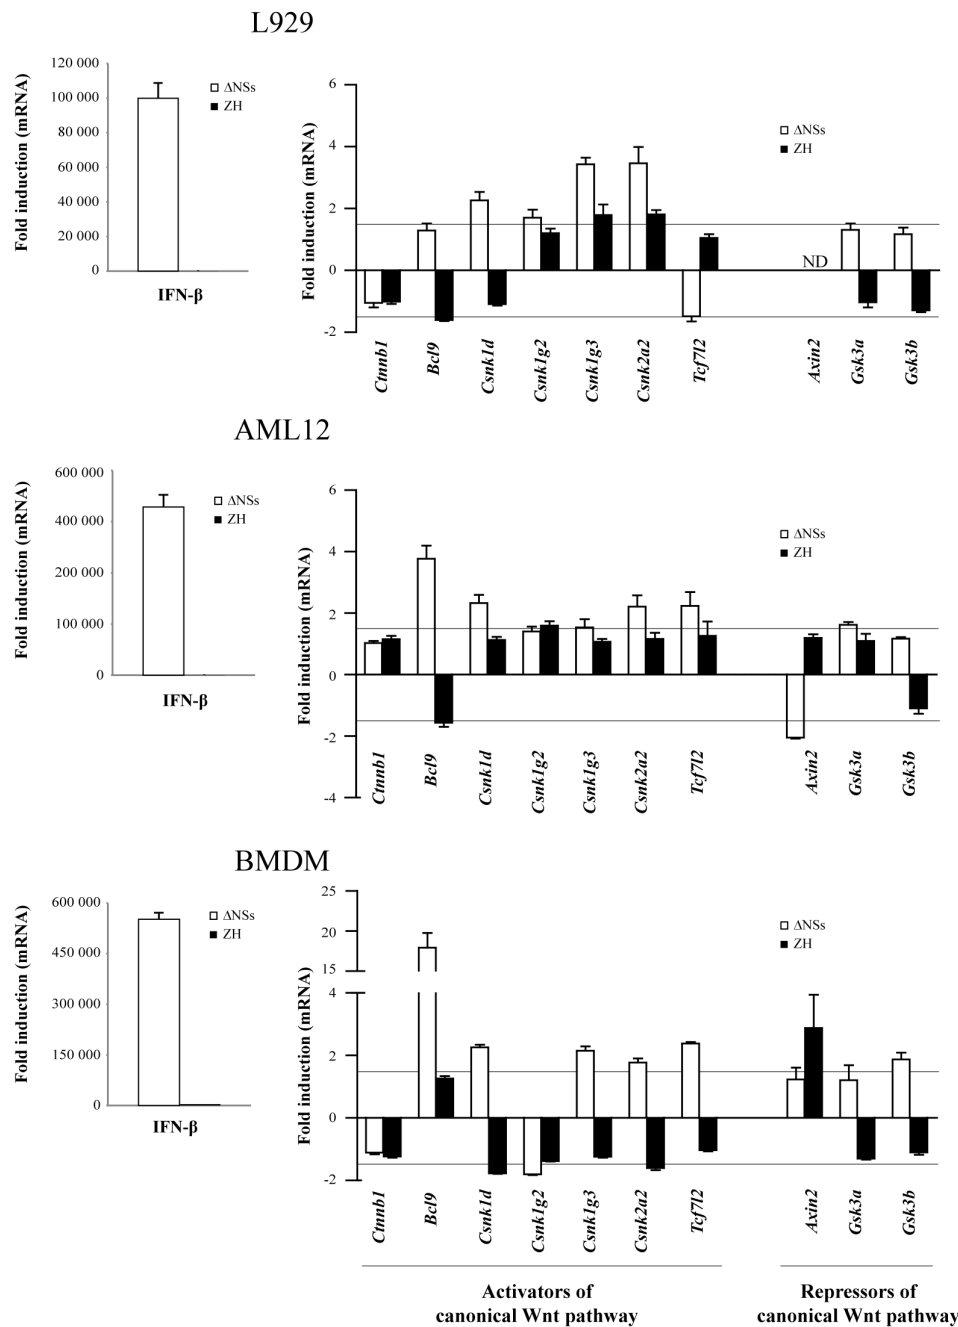 L929
Fold induction (mRNA)
120 000
100 000
80 000
60 000
40 000
20 000
0
ΔNSs
ZH
IFN-β
Fold induction (mRNA)
6
4
2
0
-2
ΔNSs
ZH
ND
Ctnnb1
Bcl9
Csnk1d
Csnk1g2
Csnk1g3
Csnk2a2
Tcf7l2
Axin2
Gsk3a
Gsk3b
AML12
Fold induction (mRNA)
600 000
400 000
200 000
100 000
0
ΔNSs
ZH
IFN-β
Fold induction (mRNA)
6
4
2
0
-2
-4
ΔNSs
ZH
Ctnnb1
Bcl9
Csnk1d
Csnk1g2
Csnk1g3
Csnk2a2
Tcf7l2
Axin2
Gsk3a
Gsk3b
BMDM
Fold induction (mRNA)
600 000
450 000
300 000
150 000
0
ΔNSs
ZH
IFN-β
Fold induction (mRNA)
25
20
15
4
2
0
-2
ΔNSs
ZH
Ctnnb1
Bcl9
Csnk1d
Csnk1g2
Csnk1g3
Csnk2a2
Tcf7l2
Axin2
Gsk3a
Gsk3b
Activators of
canonical Wnt pathway
Repressors of
canonical Wnt pathway